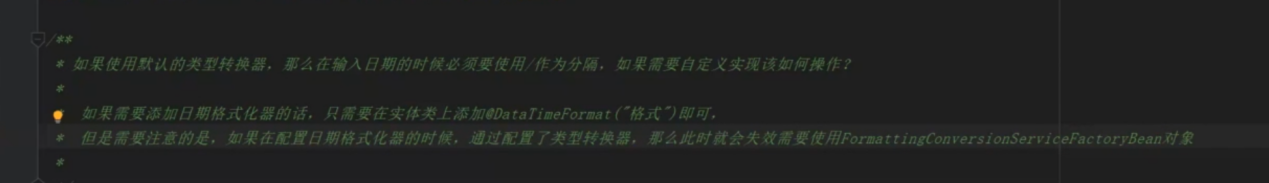 /**
* 如果使用默认的类型转换器，那么在输入日期的时候必须要使用/作为分隔，如果需要自定义实现该如何操作？
*
* 如果需要添加日期格式化器的话，只需要在实体类上添加@DataTimeFormat("格式")即可，
* 但是需要注意的是，如果在配置日期格式化器的时候，通过配置了类型转换器，那么此时就会失效需要使用FormattingConversionServiceFactoryBean对象
*